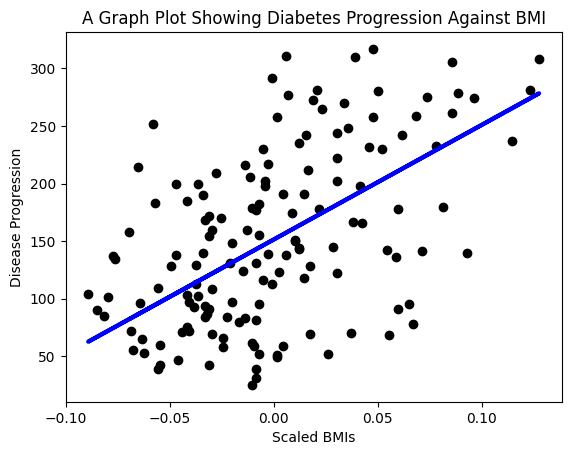 A Graph Plot Showing Diabetes Progression Against BMI
Disease Progression
300
250
200
150
100
50
−0.10 −0.05 0.00 0.05 0.10
Scaled BMIs